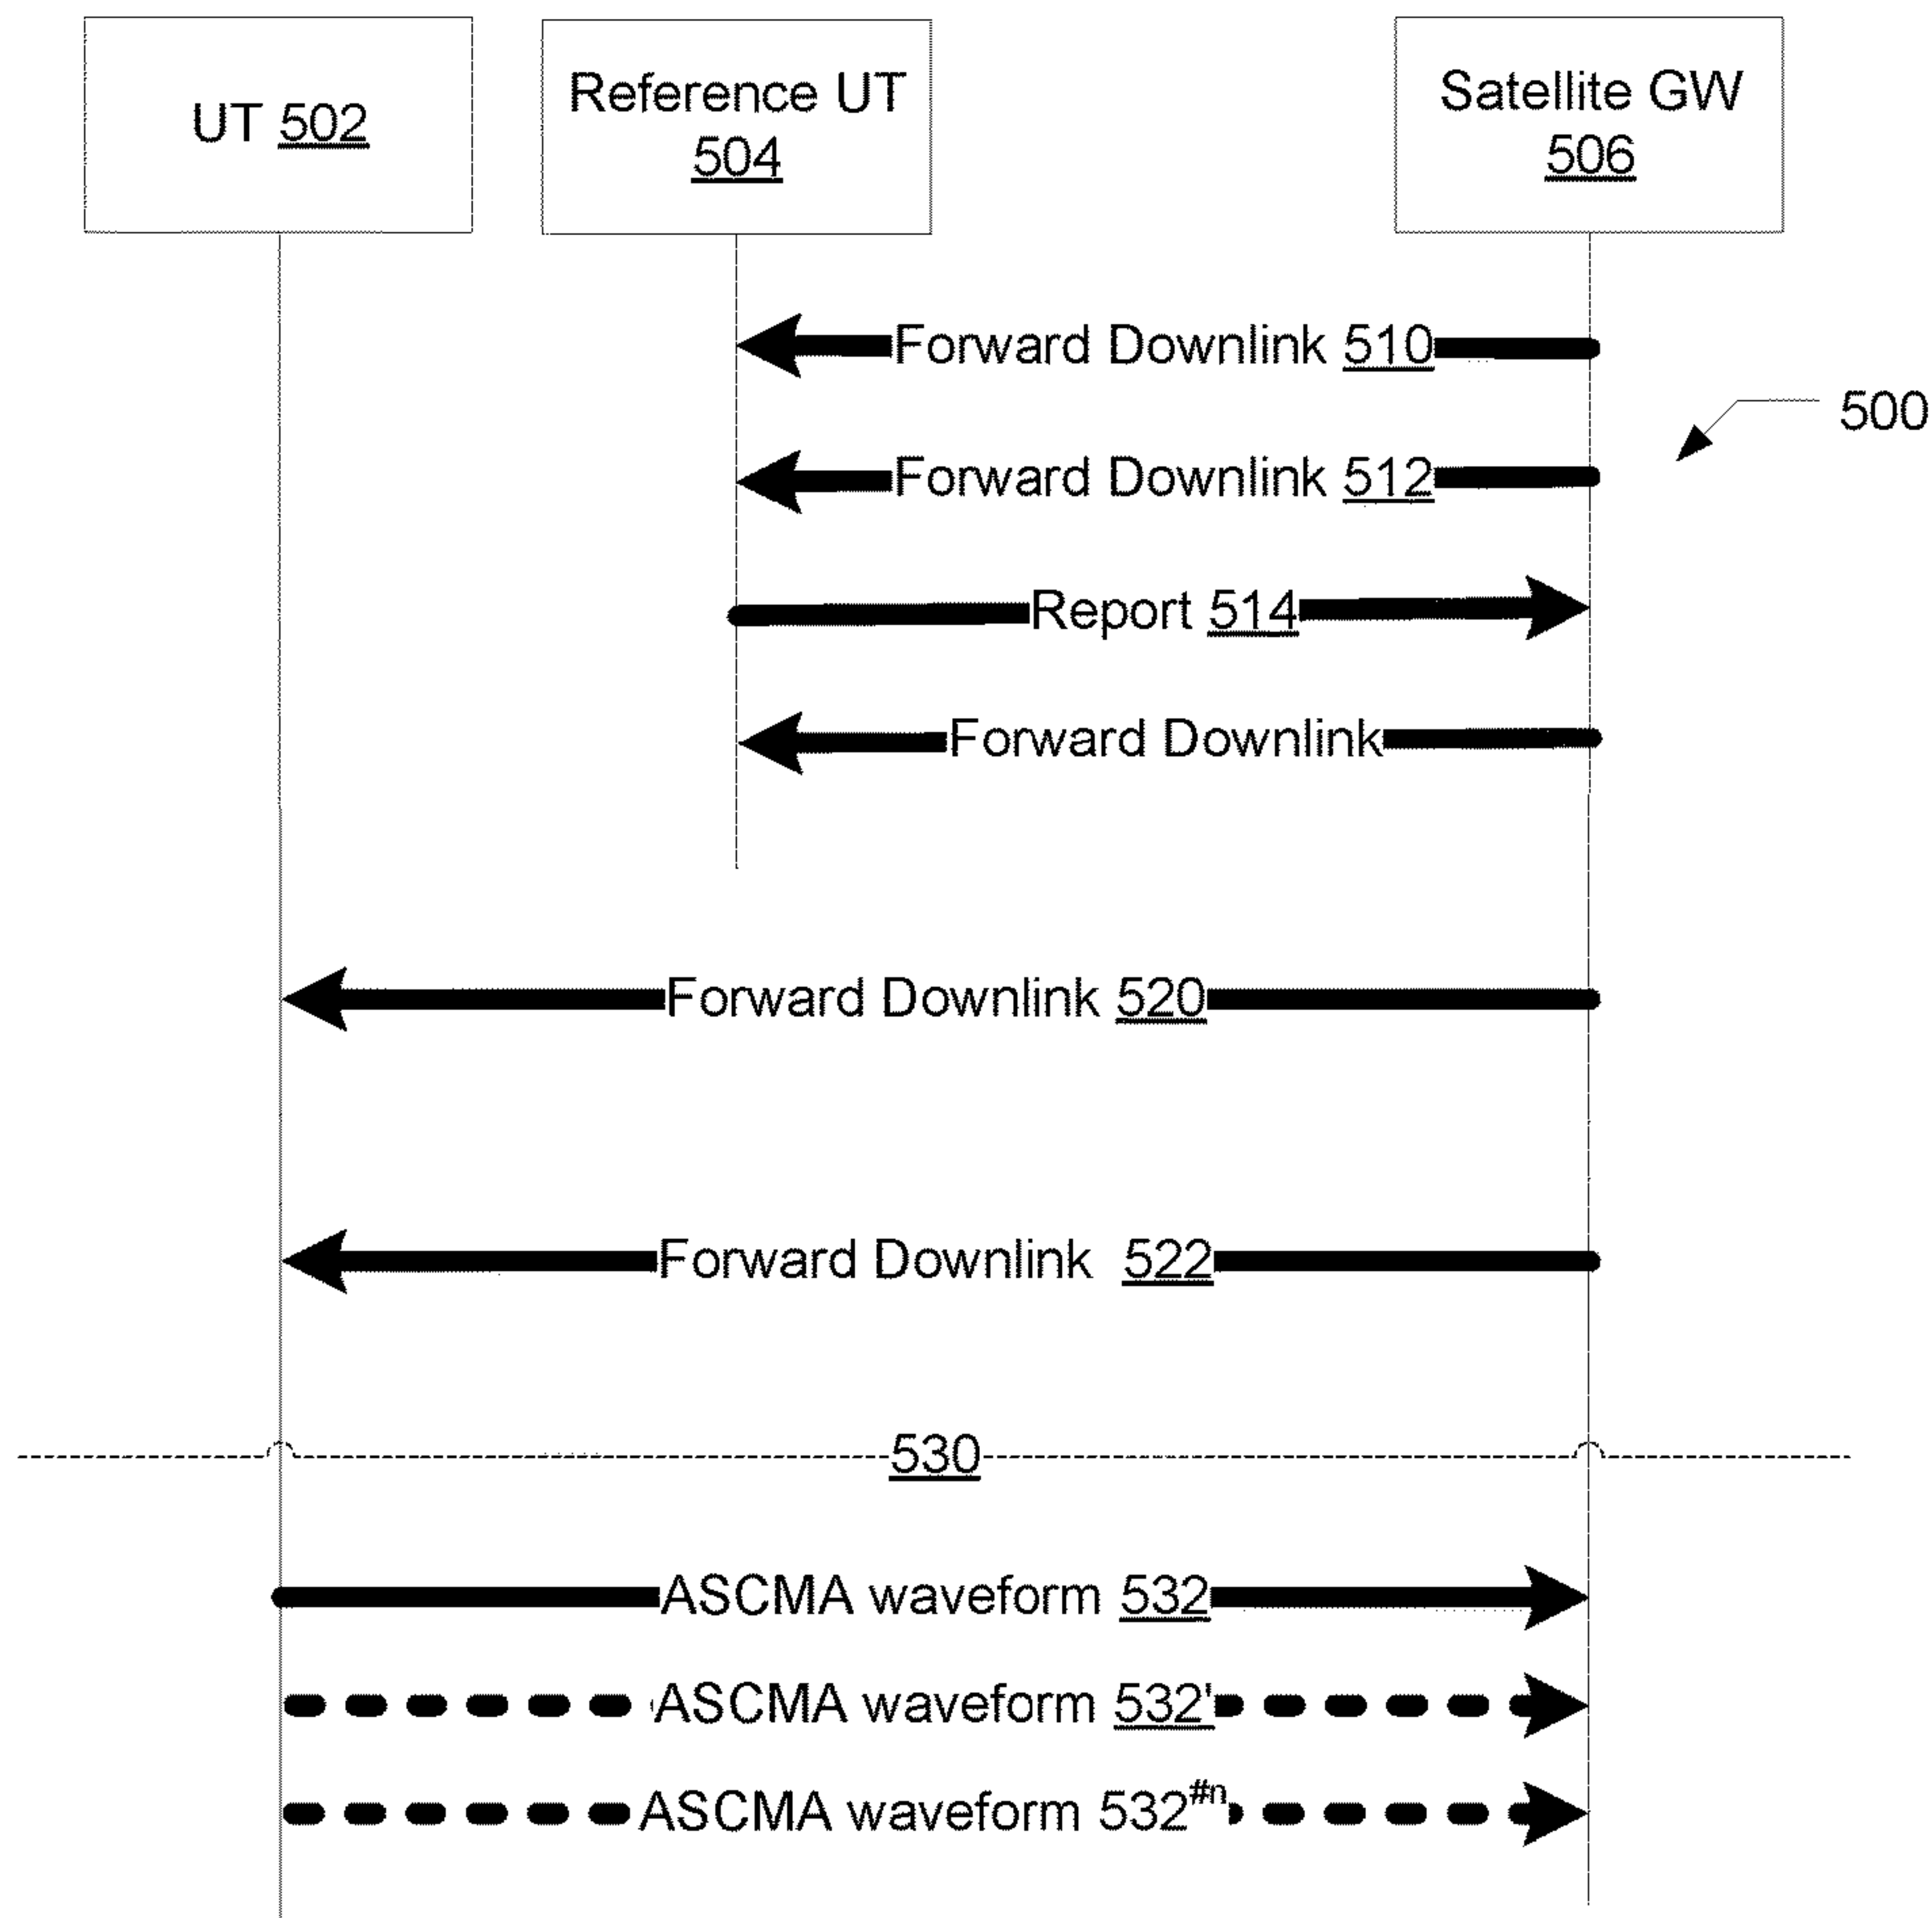 UT 502
Reference UT
504
Satellite GW
506
Forward Downlink 510
500
Forward Downlink 512
Report 514
Forward Downlink
Forward Downlink 520
Forward Downlink 522
530
ASCMA waveform 532
ASCMA waveform 532'
ASCMA waveform 532#n